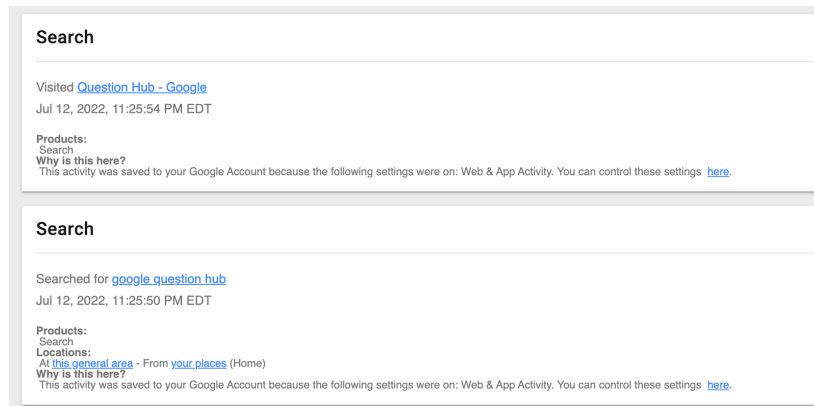 Search
Visited Question Hub - Google
Jul 12, 2022, 11:25:54 PM EDT
Products:
Search
Why is this here?
This activity was saved to your Google Account because the following settings were on: Web & App Activity. You can control these settings here.
Search
Searched for google question hub
Jul 12, 2022, 11:25:50 PM EDT
Products:
Search
Locations:
At this general area - From your places (Home)
Why is this here?
This activity was saved to your Google Account because the following settings were on: Web & App Activity. You can control these settings here.